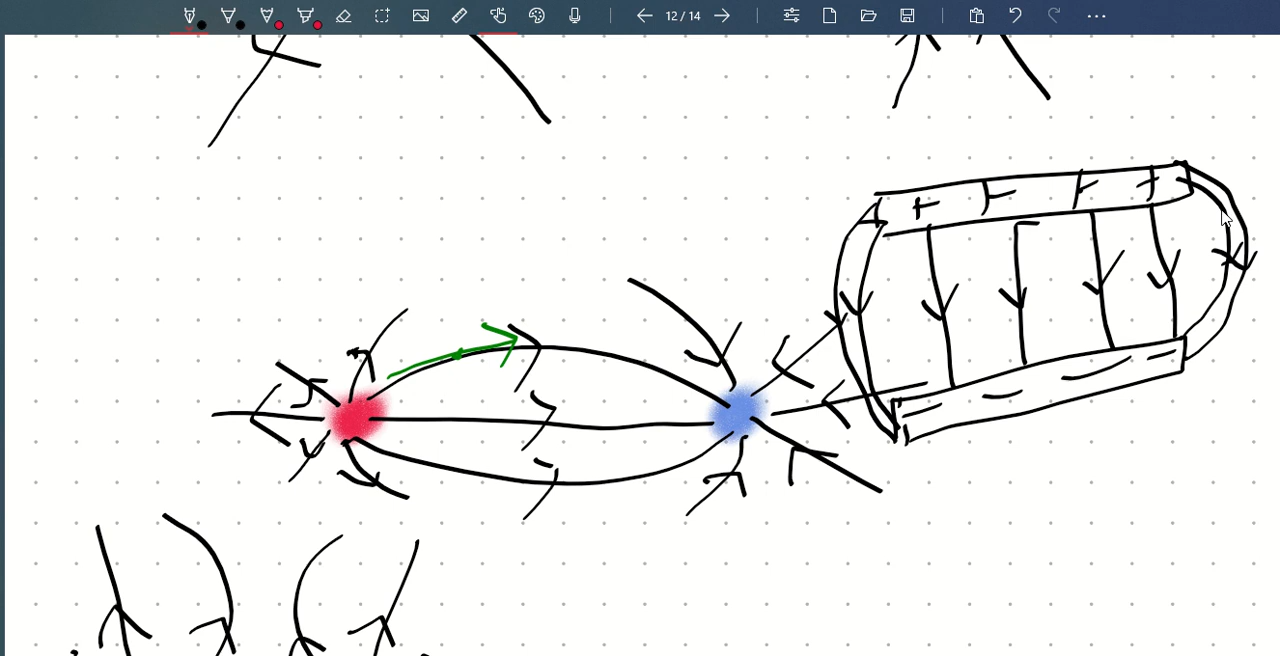 12 / 14
+ + + +
— — — —